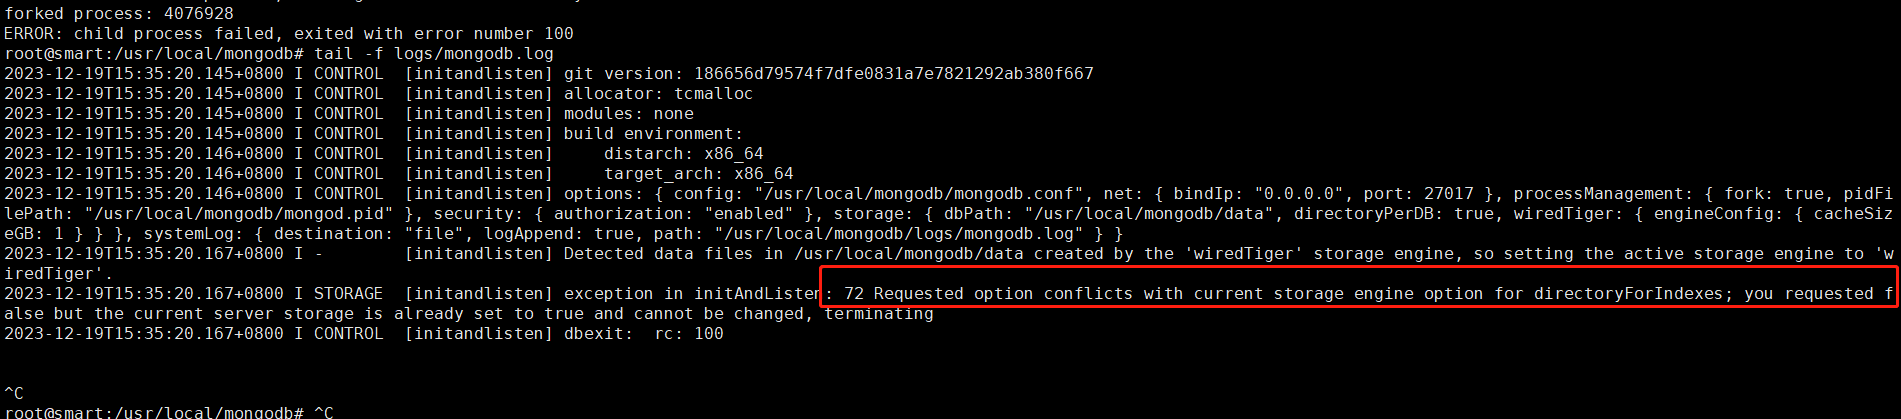 forked process: 4076928
ERROR: child process failed, exited with error number 100
root@smart:/usr/local/mongodb# tail -f logs/mongodb.log
2023-12-19T15:35:20.145+0800 I CONTROL  [initandlisten] git version: 186656d79574f7dfe0831a7e7821292ab380f667
2023-12-19T15:35:20.145+0800 I CONTROL  [initandlisten] allocator: tcmalloc
2023-12-19T15:35:20.145+0800 I CONTROL  [initandlisten] modules: none
2023-12-19T15:35:20.145+0800 I CONTROL  [initandlisten] build environment:
2023-12-19T15:35:20.146+0800 I CONTROL  [initandlisten]     distarch: x86_64
2023-12-19T15:35:20.146+0800 I CONTROL  [initandlisten]     target_arch: x86_64
2023-12-19T15:35:20.146+0800 I CONTROL  [initandlisten] options: { config: "/usr/local/mongodb/mongodb.conf", net: { bindIp: "0.0.0.0", port: 27017 }, processManagement: { fork: true, pidFi
lePath: "/usr/local/mongodb/mongod.pid" }, security: { authorization: "enabled" }, storage: { dbPath: "/usr/local/mongodb/data", directoryPerDB: true, wiredTiger: { engineConfig: { cacheSiz
eGB: 1 } } }, systemLog: { destination: "file", logAppend: true, path: "/usr/local/mongodb/logs/mongodb.log" } }
2023-12-19T15:35:20.167+0800 I -        [initandlisten] Detected data files in /usr/local/mongodb/data created by the 'wiredTiger' storage engine, so setting the active storage engine to 'w
iredTiger'.
2023-12-19T15:35:20.167+0800 I STORAGE  [initandlisten] exception in initAndListen: 72 Requested option conflicts with current storage engine option for directoryForIndexes; you requested f
alse but the current server storage is already set to true and cannot be changed, terminating
2023-12-19T15:35:20.167+0800 I CONTROL  [initandlisten] dbexit:  rc: 100
^C
root@smart:/usr/local/mongodb# ^C